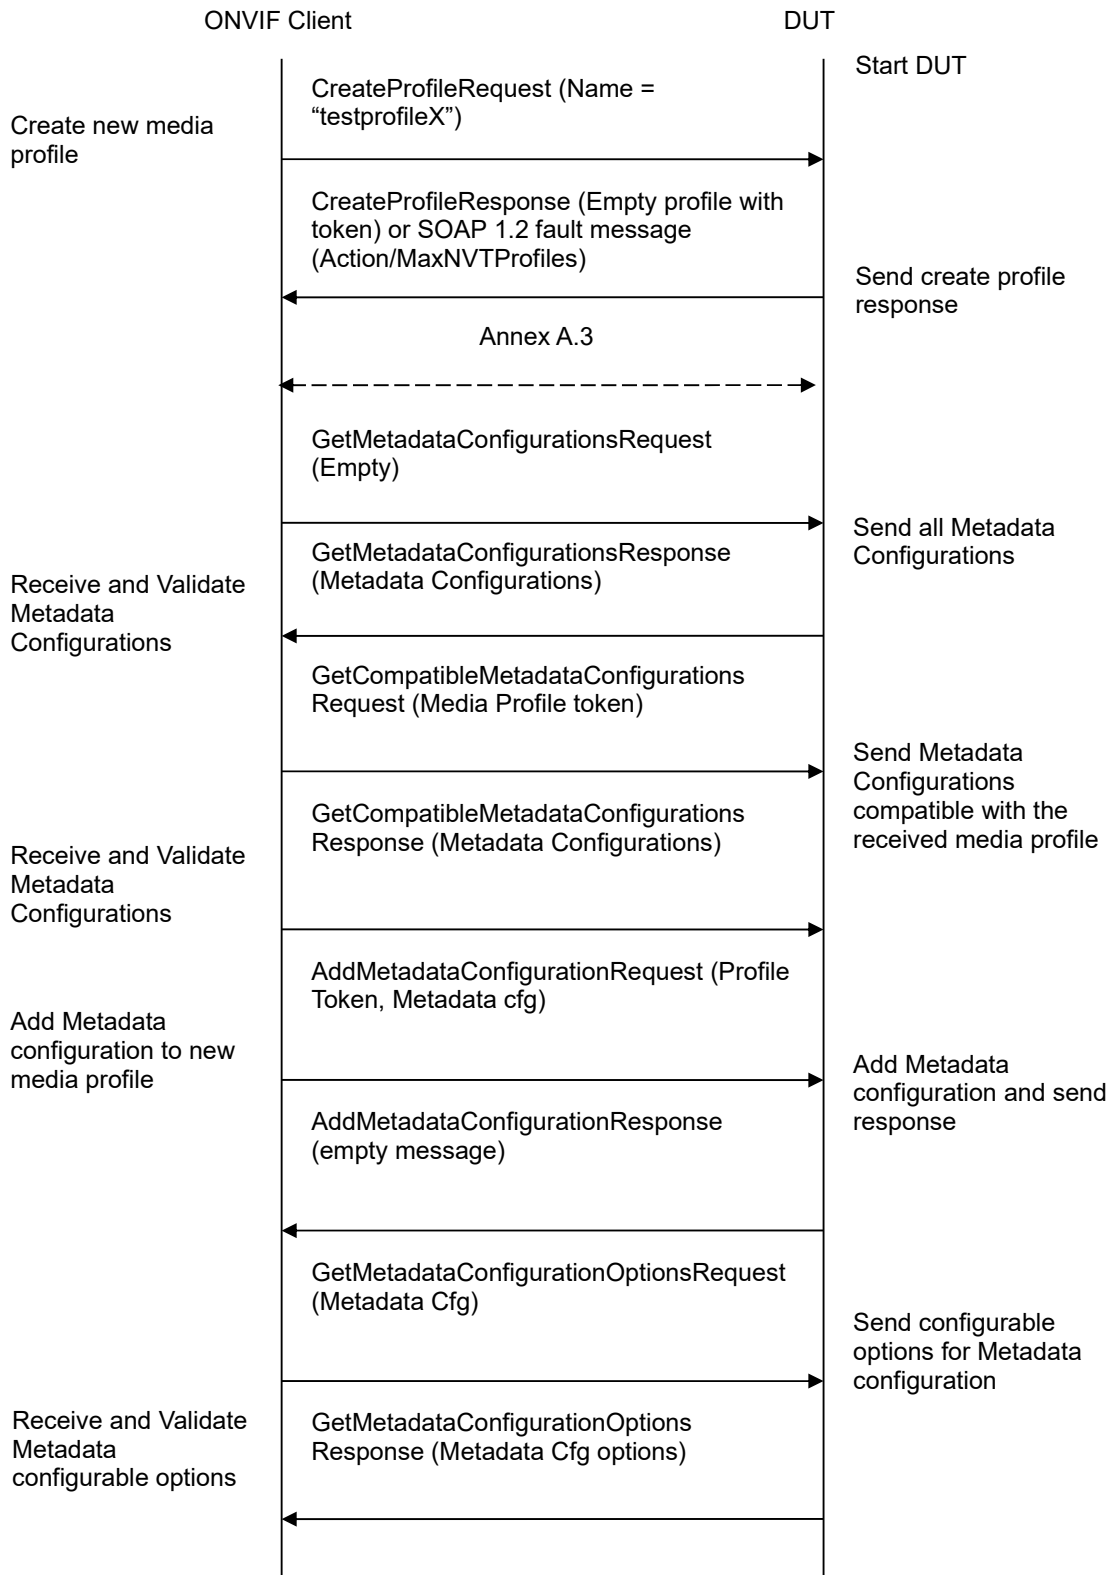 ONVIF Client
DUT
Start DUT
CreateProfileRequest (Name =
“testprofileX”)
Create new media
profile
CreateProfileResponse (Empty profile with
token) or SOAP 1.2 fault message
(Action/MaxNVTProfiles)
Send create profile
response
Annex A.3
GetMetadataConfigurationsRequest
(Empty)
Send all Metadata
Configurations
GetMetadataConfigurationsResponse
(Metadata Configurations)
Receive and Validate
Metadata
Configurations
GetCompatibleMetadataConfigurations
Request (Media Profile token)
Send Metadata
Configurations
compatible with the
received media profile
GetCompatibleMetadataConfigurations
Response (Metadata Configurations)
Receive and Validate
Metadata
Configurations
AddMetadataConfigurationRequest (Profile
Token, Metadata cfg)
Add Metadata
configuration to new
media profile
Add Metadata
configuration and send
response
AddMetadataConfigurationResponse
(empty message)
GetMetadataConfigurationOptionsRequest
(Metadata Cfg)
Send configurable
options for Metadata
configuration
Receive and Validate
Metadata
configurable options
GetMetadataConfigurationOptions
Response (Metadata Cfg options)